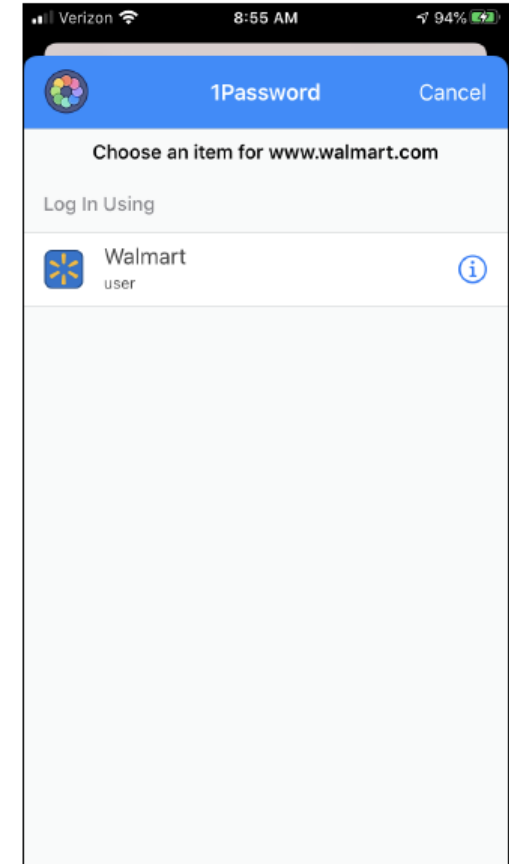 Verizon 8:55 AM 94%
1Password Cancel
Choose an item for www.walmart.com
Log In Using
Walmart
user